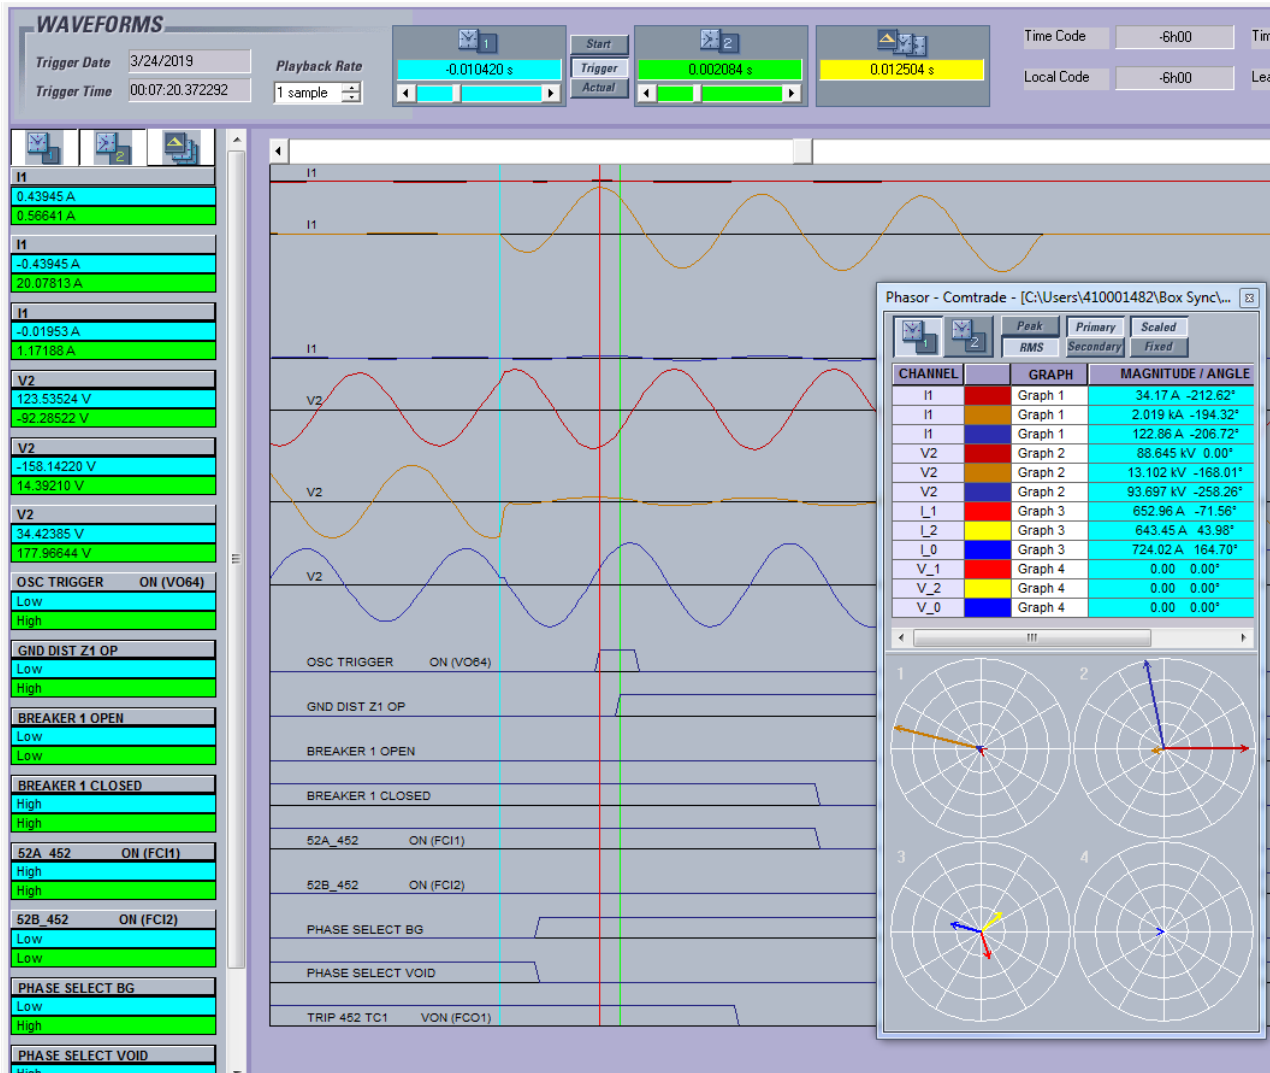 WAVEFORMS
Trigger Date 3/24/2019
Trigger Time 00:07:20.372292
Playback Rate
1 sample
1
-0.010420 s
Start
Trigger
Actual
2
0.002084 s
0.012504 s
Time Code -6h00 Tim
Local Code -6h00 Lea
1 2
I1
0.43945 A
0.56641 A
I1
-0.43945 A
20.07813 A
I1
-0.01953 A
1.17188 A
V2
123.53524 V
-92.28522 V
V2
-158.14220 V
14.39210 V
V2
34.42385 V
177.96644 V
OSC TRIGGER ON (VO64)
Low
High
GND DIST Z1 OP
Low
High
BREAKER 1 OPEN
Low
Low
BREAKER 1 CLOSED
High
High
52A_452 ON (FCI1)
High
High
52B_452 ON (FCI2)
Low
Low
PHASE SELECT BG
Low
High
PHASE SELECT VOID
High
I1
I1
I1
V2
V2
V2
OSC TRIGGER ON (VO64)
GND DIST Z1 OP
BREAKER 1 OPEN
BREAKER 1 CLOSED
52A_452 ON (FCI1)
52B_452 ON (FCI2)
PHASE SELECT BG
PHASE SELECT VOID
TRIP 452 TC1 VON (FCO1)
Phasor - Comtrade - [C:\Users\410001482\Box Sync\...
1 2
Peak Primary Scaled
RMS Secondary Fixed
CHANNEL GRAPH MAGNITUDE / ANGLE
I1 Graph 1 34.17 A -212.62°
I1 Graph 1 2.019 kA -194.32°
I1 Graph 1 122.86 A -206.72°
V2 Graph 2 88.645 kV 0.00°
V2 Graph 2 13.102 kV -168.01°
V2 Graph 2 93.697 kV -258.26°
I_1 Graph 3 652.96 A -71.56°
I_2 Graph 3 643.45 A 43.98°
I_0 Graph 3 724.02 A 164.70°
V_1 Graph 4 0.00 0.00°
V_2 Graph 4 0.00 0.00°
V_0 Graph 4 0.00 0.00°
1 2
3 4